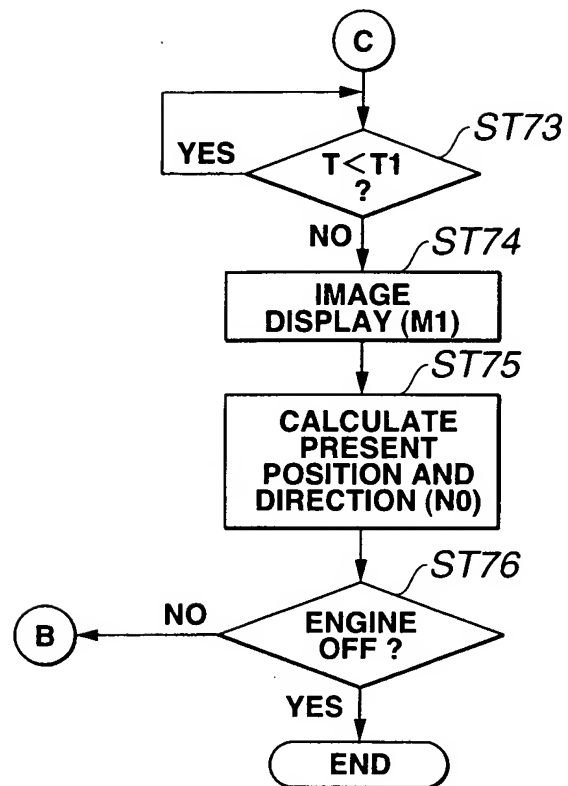 C
ST73
YES
T<T1
?
NO
ST74
IMAGE
DISPLAY (M1)
ST75
CALCULATE
PRESENT
POSITION AND
DIRECTION (N0)
ST76
NO
B
ENGINE
OFF ?
YES
END